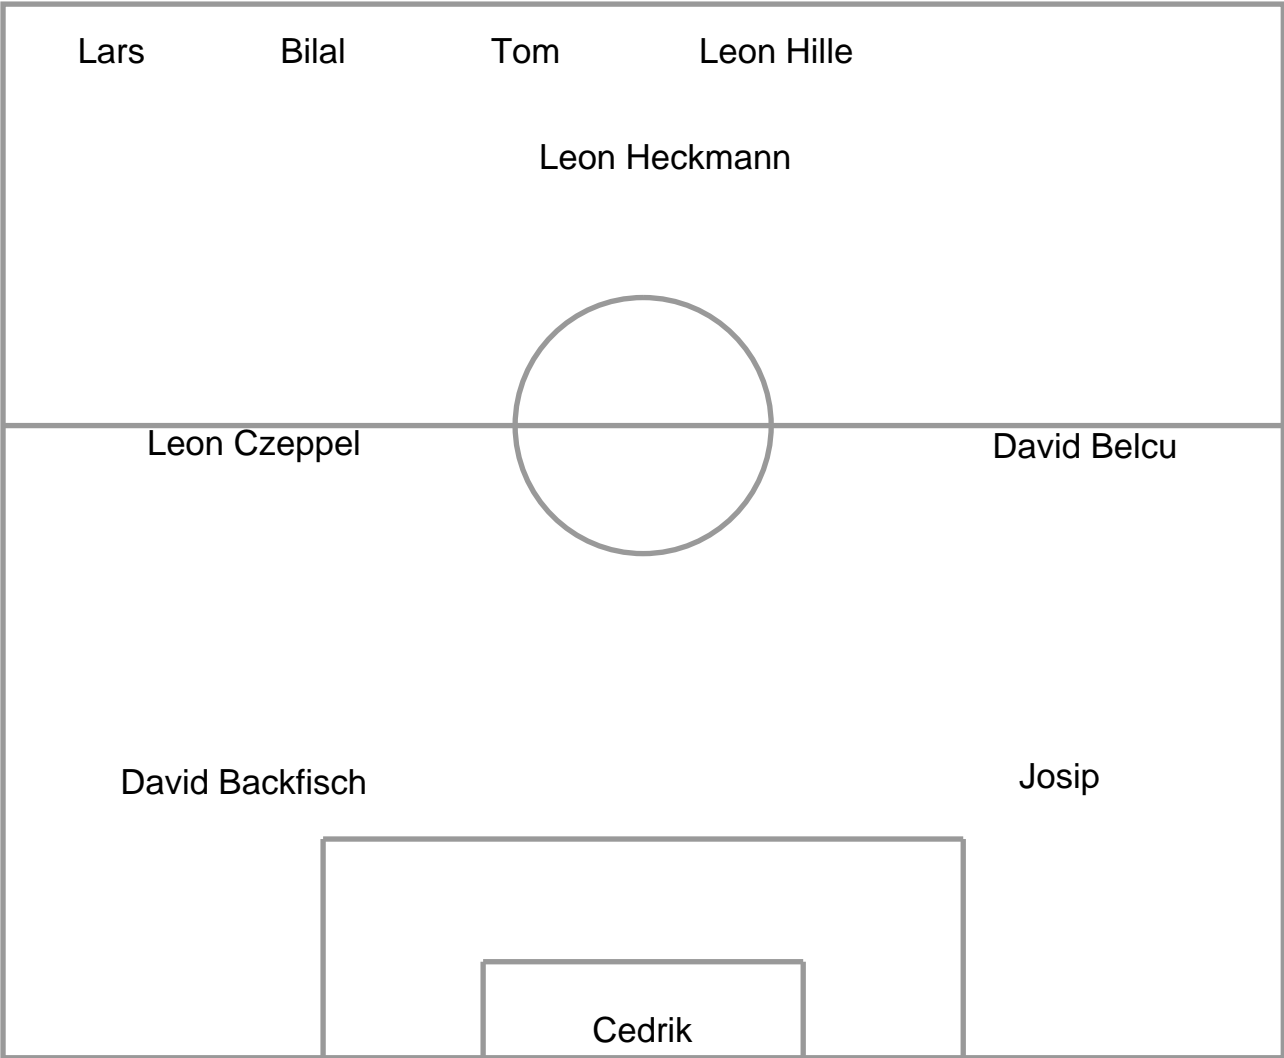 Lars Bilal Tom Leon Hille
Leon Heckmann
Leon Czeppel David Belcu
David Backfisch Josip
Cedrik